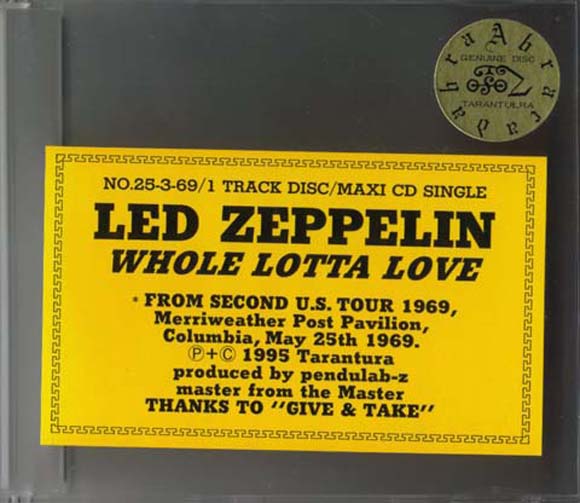 GENUINE DISC
TARANTULRA
NO.25-3-69/1 TRACK DISC/MAXI CD SINGLE
LED ZEPPELIN
WHOLE LOTTA LOVE
* FROM SECOND U.S. TOUR 1969,
Merriweather Post Pavilion,
Columbia, May 25th 1969.
Ⓟ+Ⓒ 1995 Tarantura
produced by pendulab-z
master from the Master
THANKS TO "GIVE & TAKE"